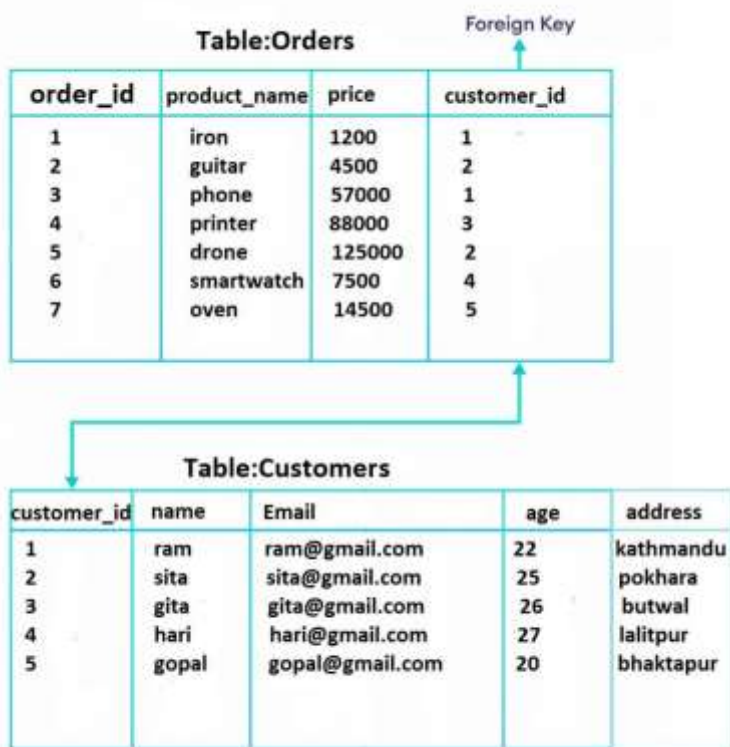 Foreign Key
Table:Orders
order_id product_name price customer_id
1 iron 1200 1
2 guitar 4500 2
3 phone 57000 1
4 printer 88000 3
5 drone 125000 2
6 smartwatch 7500 4
7 oven 14500 5
Table:Customers
customer_id name Email age address
1 ram ram@gmail.com 22 kathmandu
2 sita sita@gmail.com 25 pokhara
3 gita gita@gmail.com 26 butwal
4 hari hari@gmail.com 27 lalitpur
5 gopal gopal@gmail.com 20 bhaktapur